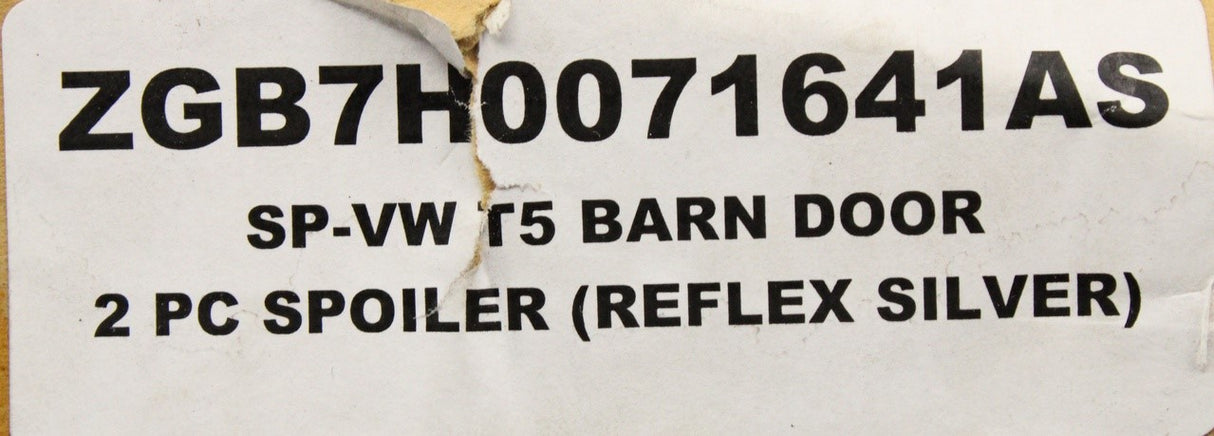 ZGB7H0071641AS
SP-VW T5 BARN DOOR
2 PC SPOILER (REFLEX SILVER)